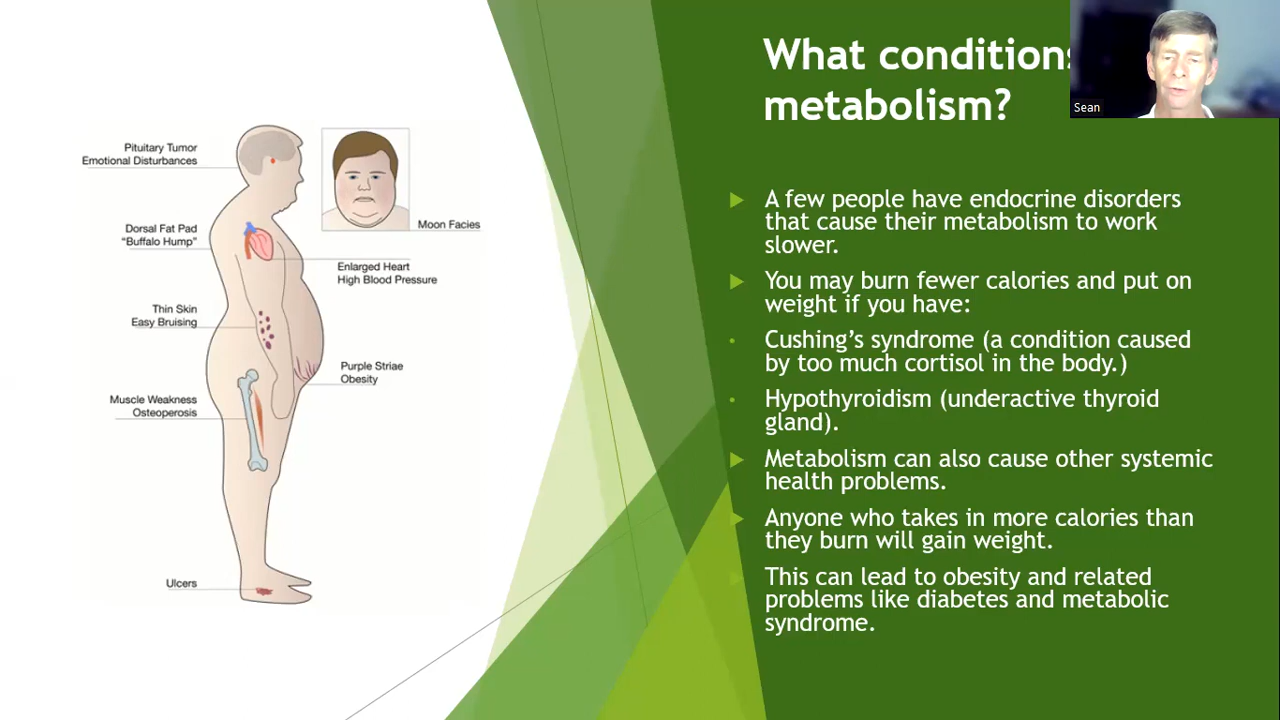 What conditions
metabolism?
Sean
Pituitary Tumor
Emotional Disturbances
Moon Facies
Dorsal Fat Pad
“Buffalo Hump”
Enlarged Heart
High Blood Pressure
Thin Skin
Easy Bruising
Purple Striae
Obesity
Muscle Weakness
Osteoperosis
Ulcers
A few people have endocrine disorders
that cause their metabolism to work
slower.
You may burn fewer calories and put on
weight if you have:
Cushing’s syndrome (a condition caused
by too much cortisol in the body.)
Hypothyroidism (underactive thyroid
gland).
Metabolism can also cause other systemic
health problems.
Anyone who takes in more calories than
they burn will gain weight.
This can lead to obesity and related
problems like diabetes and metabolic
syndrome.